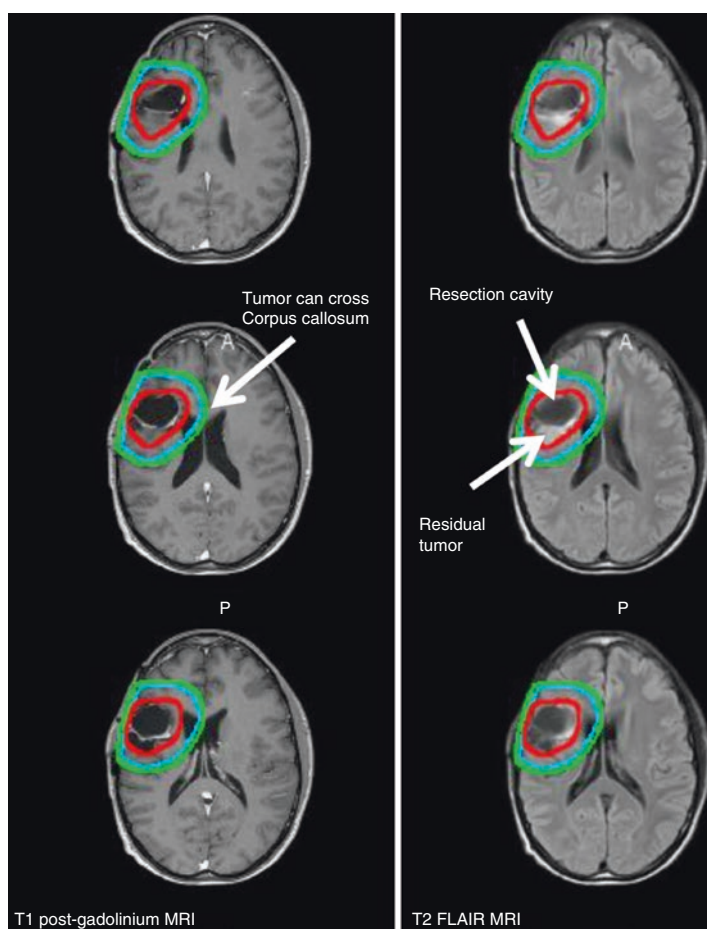 Tumor can cross
Corpus callosum
A
P
T1 post-gadolinium MRI
Resection cavity
A
Residual
tumor
P
T2 FLAIR MRI